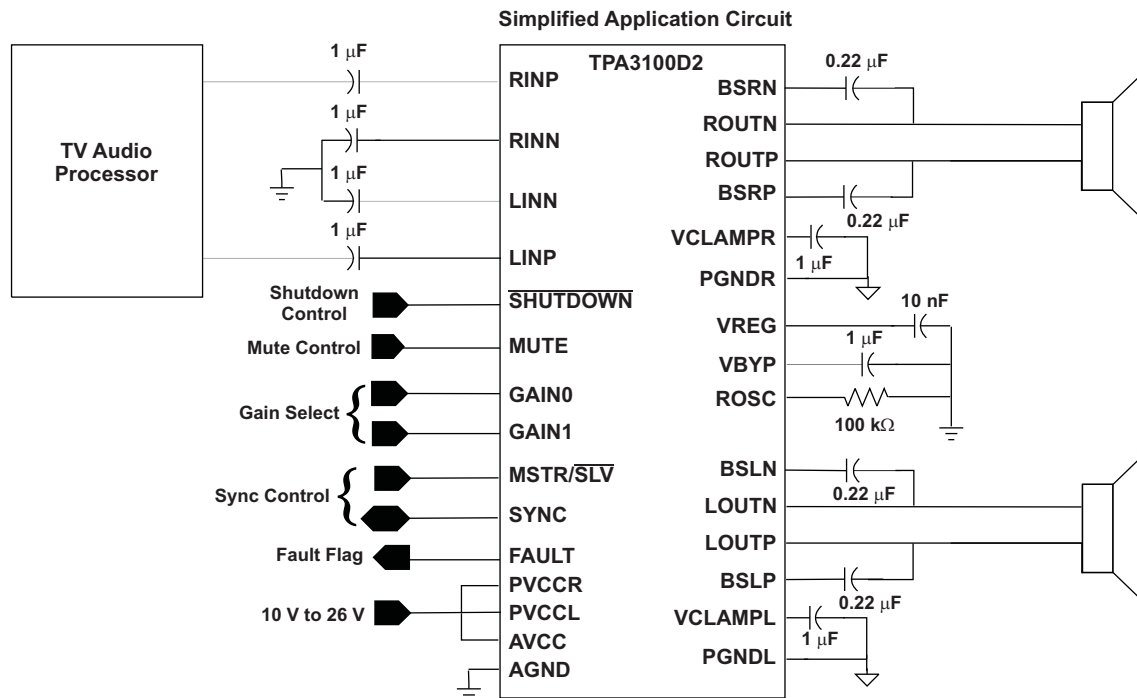 Simplified Application Circuit
TV Audio
Processor
1 μF
1 μF
1 μF
1 μF
Shutdown
Control
Mute Control
Gain Select
Sync Control
Fault Flag
10 V to 26 V
TPA3100D2
RINP
RINN
LINN
LINP
SHUTDOWN
MUTE
GAIN0
GAIN1
MSTR/SLV
SYNC
FAULT
PVCCR
PVCCL
AVCC
AGND
BSRN
ROUTN
ROUTP
BSRP
VCLAMPR
PGNDR
VREG
VBYP
ROSC
BSLN
LOUTN
LOUTP
BSLP
VCLAMPL
PGNDL
0.22 μF
0.22 μF
1 μF
10 nF
1 μF
100 kΩ
0.22 μF
0.22 μF
1 μF